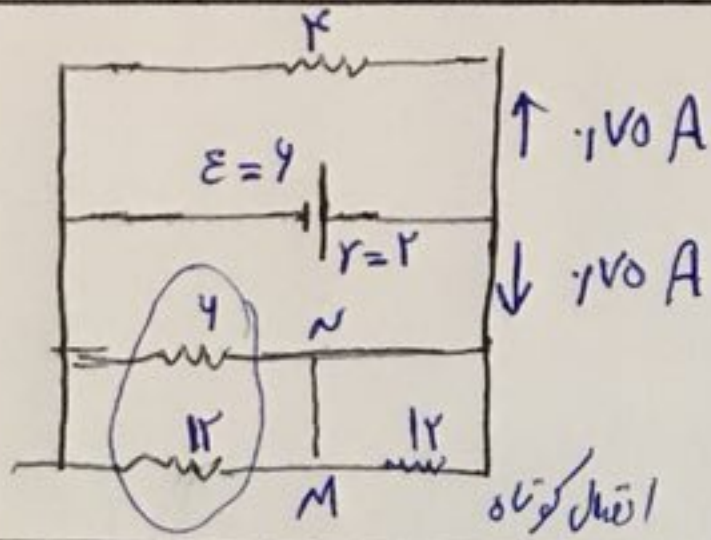 ۴
۰٫۷۵ A
ε = ۶
r = ۲
۰٫۷۵ A
۶
N
۱۲
۱۲
M
اتصال کوتاه